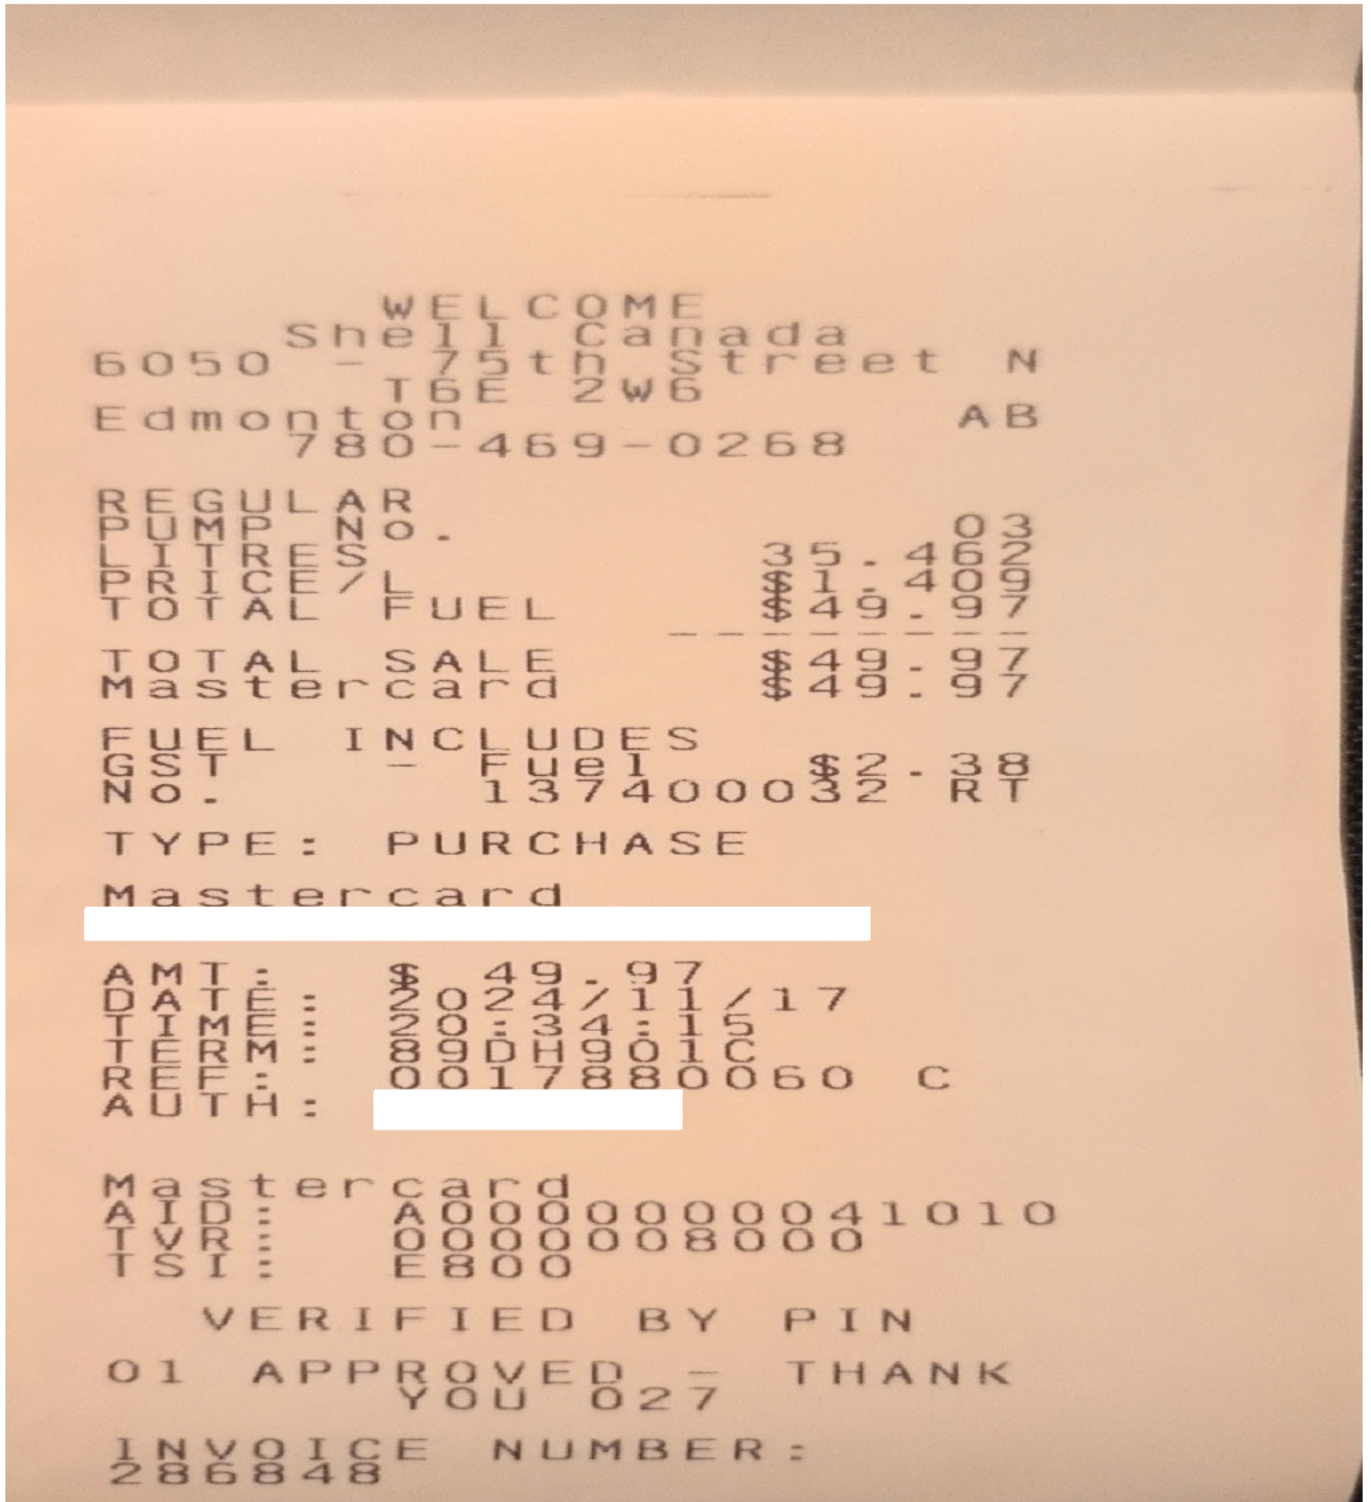 WELCOME
Shell Canada
6050 - 75th Street N
T6E 2W6
Edmonton AB
780-469-0268
REGULAR
PUMP No. 03
LITRES 35.462
PRICE/L $1.409
TOTAL FUEL $49.97
--------
TOTAL SALE $49.97
Mastercard $49.97
FUEL INCLUDES
GST - Fuel $2.38
No. 137400032 RT
TYPE: PURCHASE
Mastercard
AMT: $ 49.97
DATE: 2024/11/17
TIME: 20:34:15
TERM: 89DH901C
REF: 0017880060 C
AUTH:
Mastercard
AID: A0000000041010
TVR: 0000008000
TSI: E800
VERIFIED BY PIN
01 APPROVED - THANK
YOU 027
INVOICE NUMBER:
286848